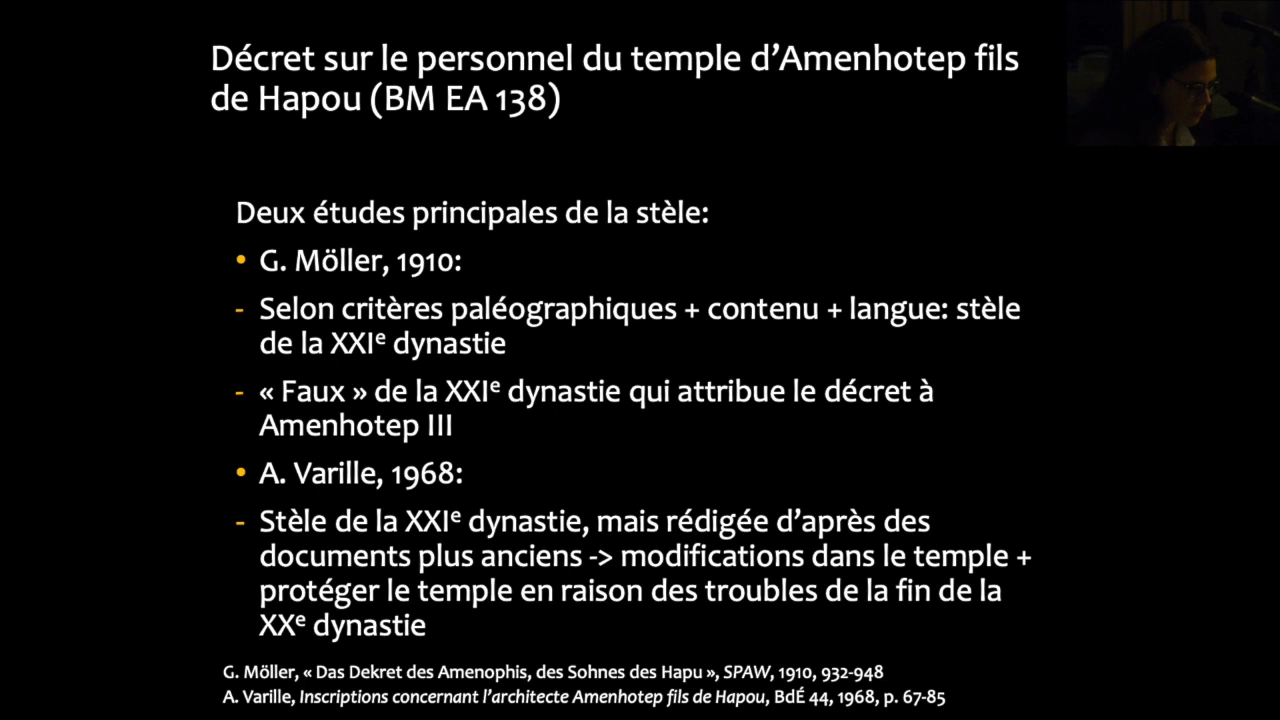 Décret sur le personnel du temple d’Amenhotep fils
de Hapou (BM EA 138)
Deux études principales de la stèle:
• G. Möller, 1910:
- Selon critères paléographiques + contenu + langue: stèle
de la XXIe dynastie
- « Faux » de la XXIe dynastie qui attribue le décret à
Amenhotep III
• A. Varille, 1968:
- Stèle de la XXIe dynastie, mais rédigée d’après des
documents plus anciens -> modifications dans le temple +
protéger le temple en raison des troubles de la fin de la
XXe dynastie
G. Möller, « Das Dekret des Amenophis, des Sohnes des Hapu », SPAW, 1910, 932-948
A. Varille, Inscriptions concernant l’architecte Amenhotep fils de Hapou, BdÉ 44, 1968, p. 67-85